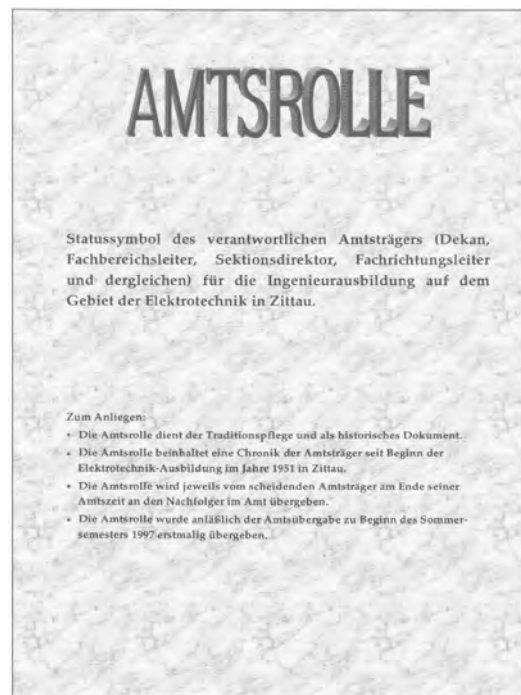 AMTSROLLE
Statussymbol des verantwortlichen Amtsträgers (Dekan,
Fachbereichsleiter, Sektionsdirektor, Fachrichtungsleiter
und dergleichen) für die Ingenieurausbildung auf dem
Gebiet der Elektrotechnik in Zittau.
Zum Anliegen:
• Die Amtsrolle dient der Traditionspflege und als historisches Dokument.
• Die Amtsrolle beinhaltet eine Chronik der Amtsträger seit Beginn der
Elektrotechnik-Ausbildung im Jahre 1951 in Zittau.
• Die Amtsrolle wird jeweils vom scheidenden Amtsträger am Ende seiner
Amtszeit an den Nachfolger im Amt übergeben.
• Die Amtsrolle wurde anläßlich der Amtsübergabe zu Beginn des Sommer-
semesters 1997 erstmalig übergeben.